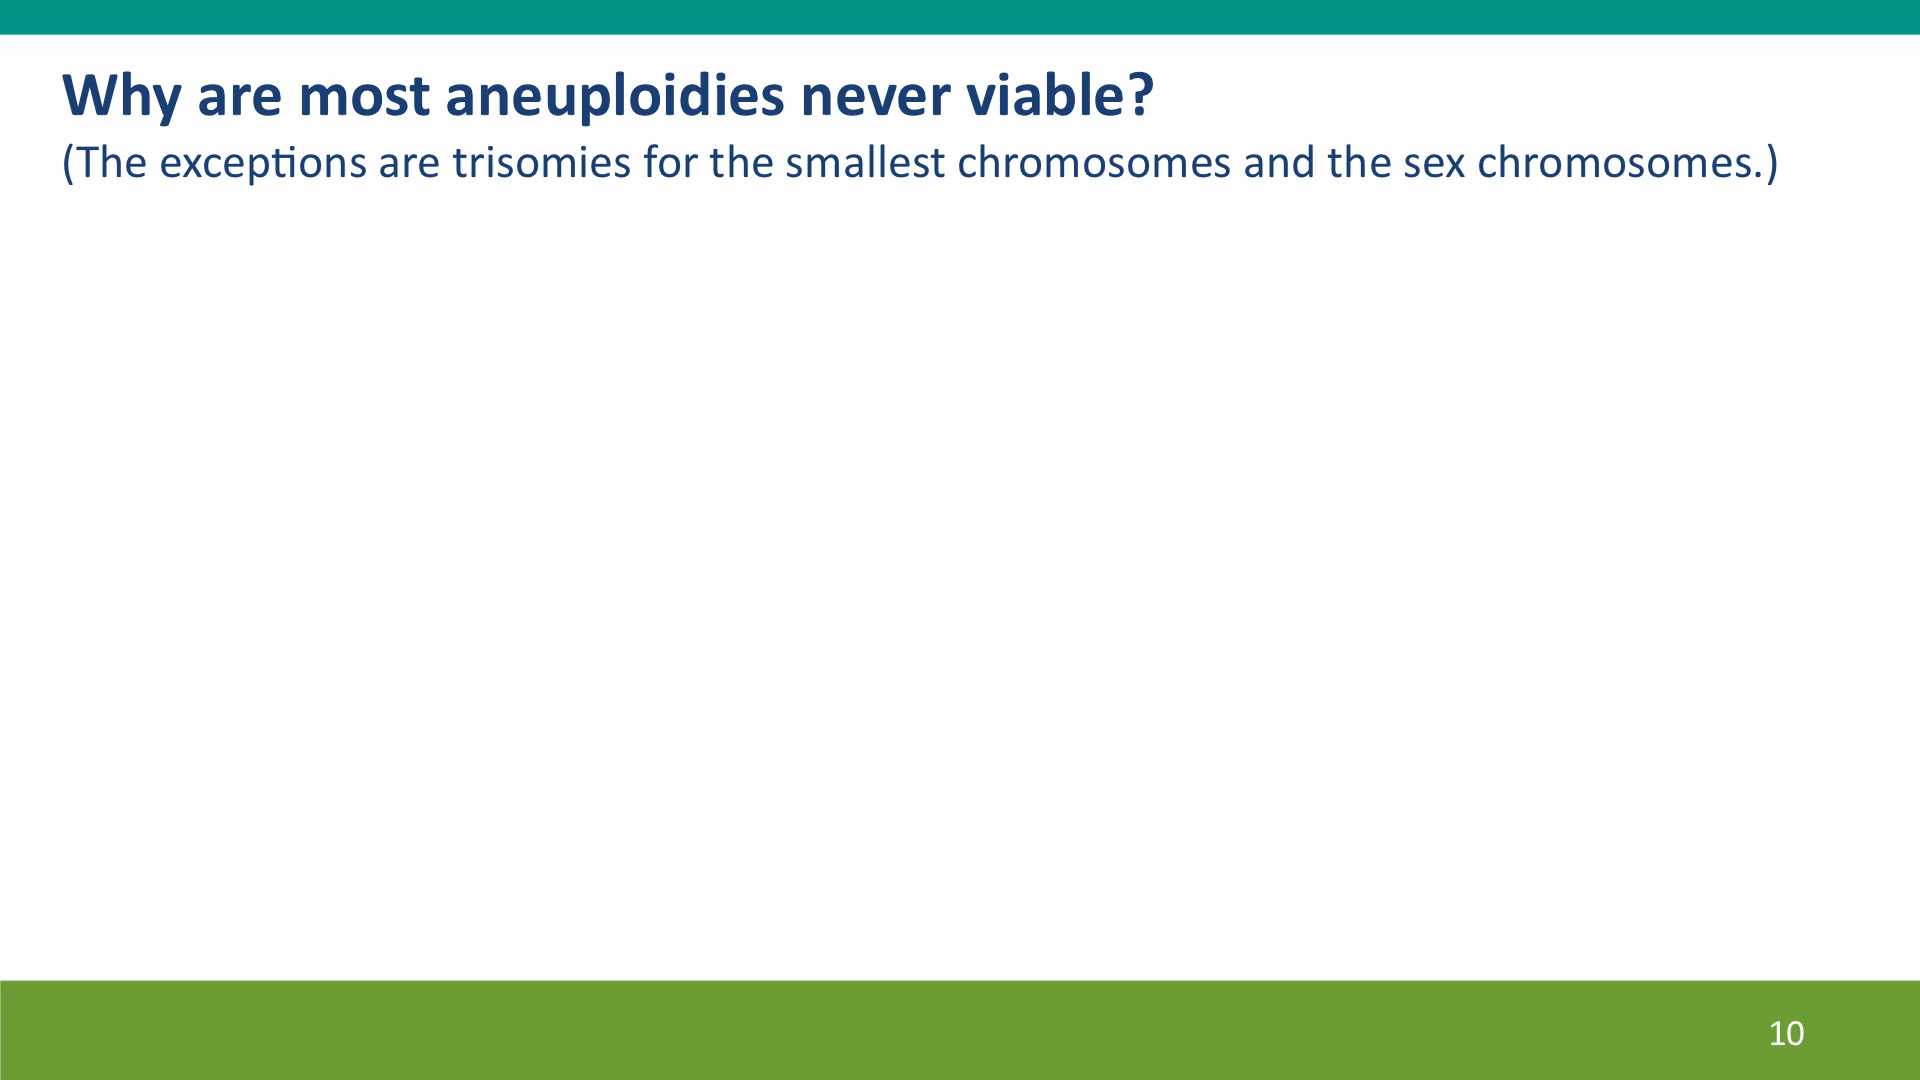 Why are most aneuploidies never viable?
(The exceptions are trisomies for the smallest chromosomes and the sex chromosomes.)
10